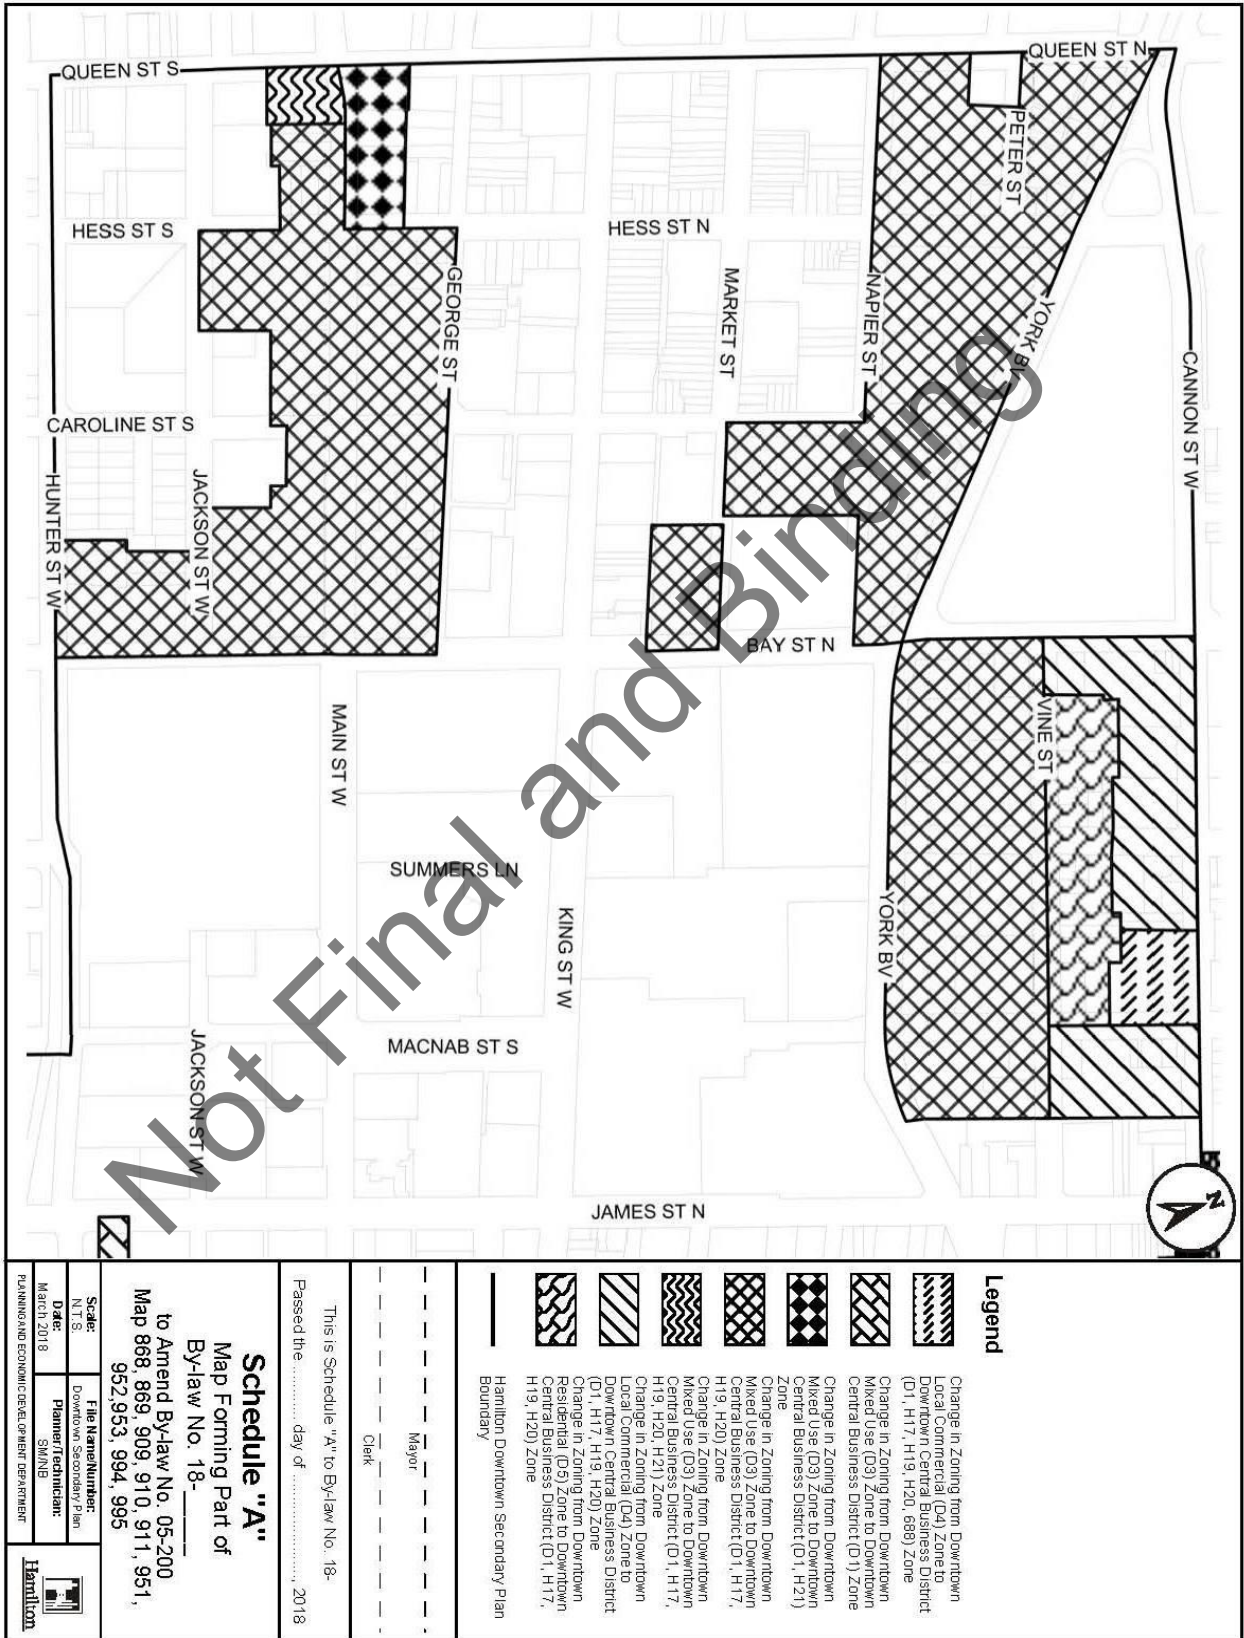 QUEEN ST S
QUEEN ST N
PETER ST
HESS ST S
HESS ST N
GEORGE ST
MARKET ST
NAPIER ST
YORK BV
CANNON ST W
CAROLINE ST S
HUNTER ST W
JACKSON ST W
BAY ST N
MAIN ST W
VINE ST
SUMMERS LN
KING ST W
YORK BV
MACNAB ST S
JACKSON ST W
JAMES ST N
N
Not Final and Binding
Legend
Change in Zoning from Downtown
Local Commercial (D4) Zone to
Downtown Central Business District
(D1, H17, H19, H20, 688) Zone
Change in Zoning from Downtown
Mixed Use (D3) Zone to Downtown
Central Business District (D1) Zone
Change in Zoning from Downtown
Mixed Use (D3) Zone to Downtown
Central Business District (D1, H21)
Zone
Change in Zoning from Downtown
Mixed Use (D3) Zone to Downtown
Central Business District (D1, H17,
H19, H20) Zone
Change in Zoning from Downtown
Mixed Use (D3) Zone to Downtown
Central Business District (D1, H17,
H19, H20, H21) Zone
Change in Zoning from Downtown
Local Commercial (D4) Zone to
Downtown Central Business District
(D1, H17, H19, H20) Zone
Change in Zoning from Downtown
Residential (D5) Zone to Downtown
Central Business District (D1, H17,
H19, H20) Zone
Hamilton Downtown Secondary Plan
Boundary
Mayor
Clerk
This is Schedule "A" to By-law No. 18-
Passed the ............ day of ...................., 2018
Schedule "A"
Map Forming Part of
By-law No. 18-_____
to Amend By-law No. 05-200
Map 868, 869, 909, 910, 911, 951,
952,953, 994, 995
Scale:
N.T.S.
File Name/Number:
Downtown Secondary Plan
Date:
March 2018
Planner/Technician:
SM/NB
PLANNING AND ECONOMIC DEVELOPMENT DEPARTMENT
Hamilton